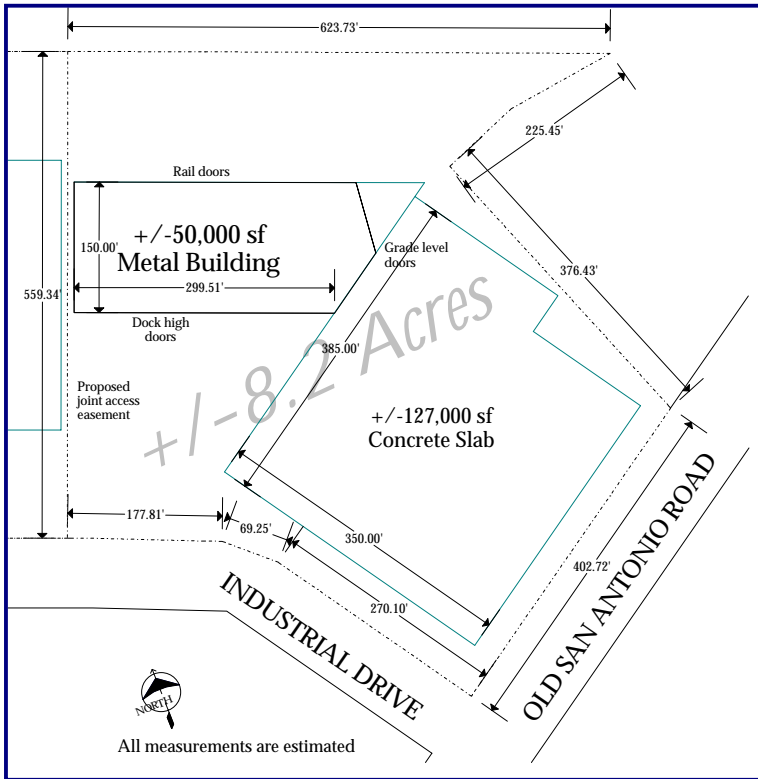 623.73'
225.45'
Rail doors
+/-50,000 sf
Metal Building
150.00'
Grade level
doors
376.43'
559.34'
299.51'
Dock high
doors
385.00'
+/-8.2 Acres
Proposed
joint access
easement
+/-127,000 sf
Concrete Slab
177.81'
69.25'
350.00'
402.72'
270.10'
INDUSTRIAL DRIVE
OLD SAN ANTONIO ROAD
NORTH
All measurements are estimated